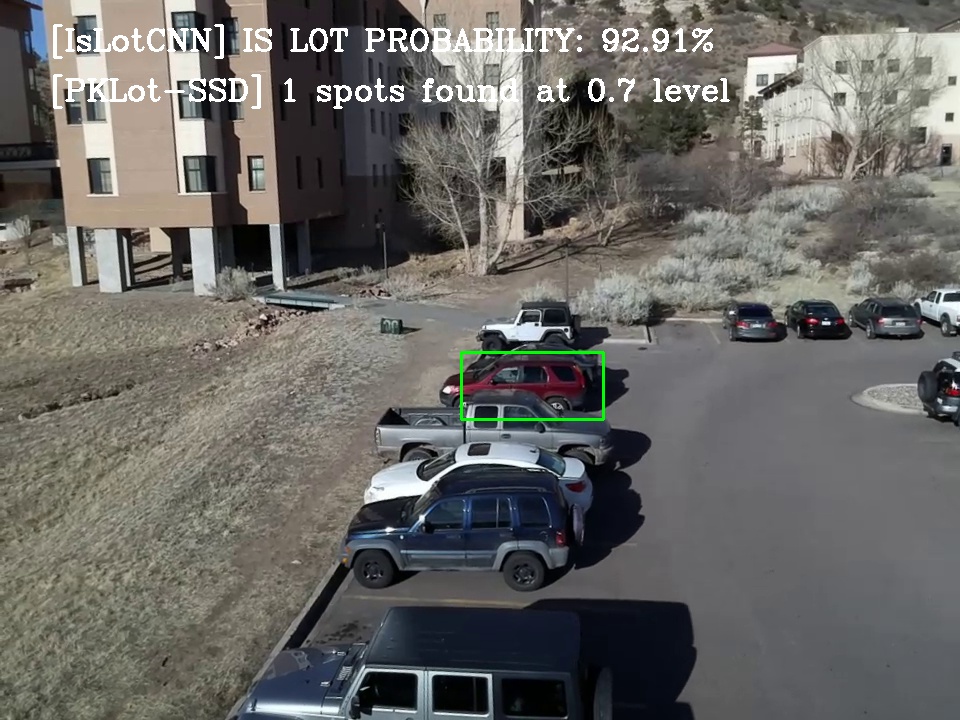 [IsLotCNN] IS LOT PROBABILITY: 92.91%
[PKLot-SSD] 1 spots found at 0.7 level